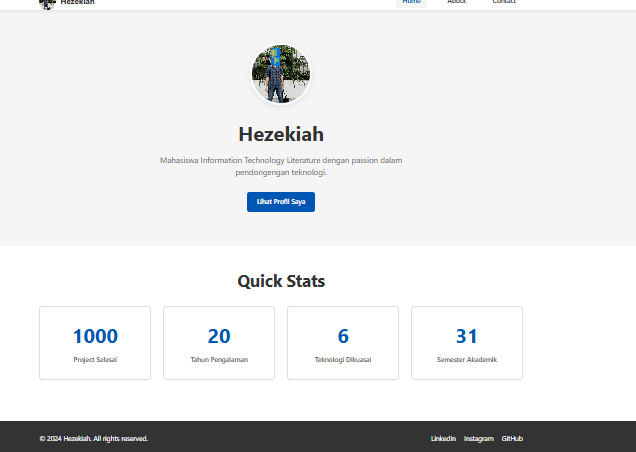 Hezekiah
Home About Contact
Hezekiah
Mahasiswa Information Technology Literature dengan passion dalam
pendongengan teknologi.
Lihat Profil Saya
Quick Stats
1000
Project Selesai
20
Tahun Pengalaman
6
Teknologi Dikuasai
31
Semester Akademik
© 2024 Hezekiah. All rights reserved.
LinkedIn Instagram GitHub